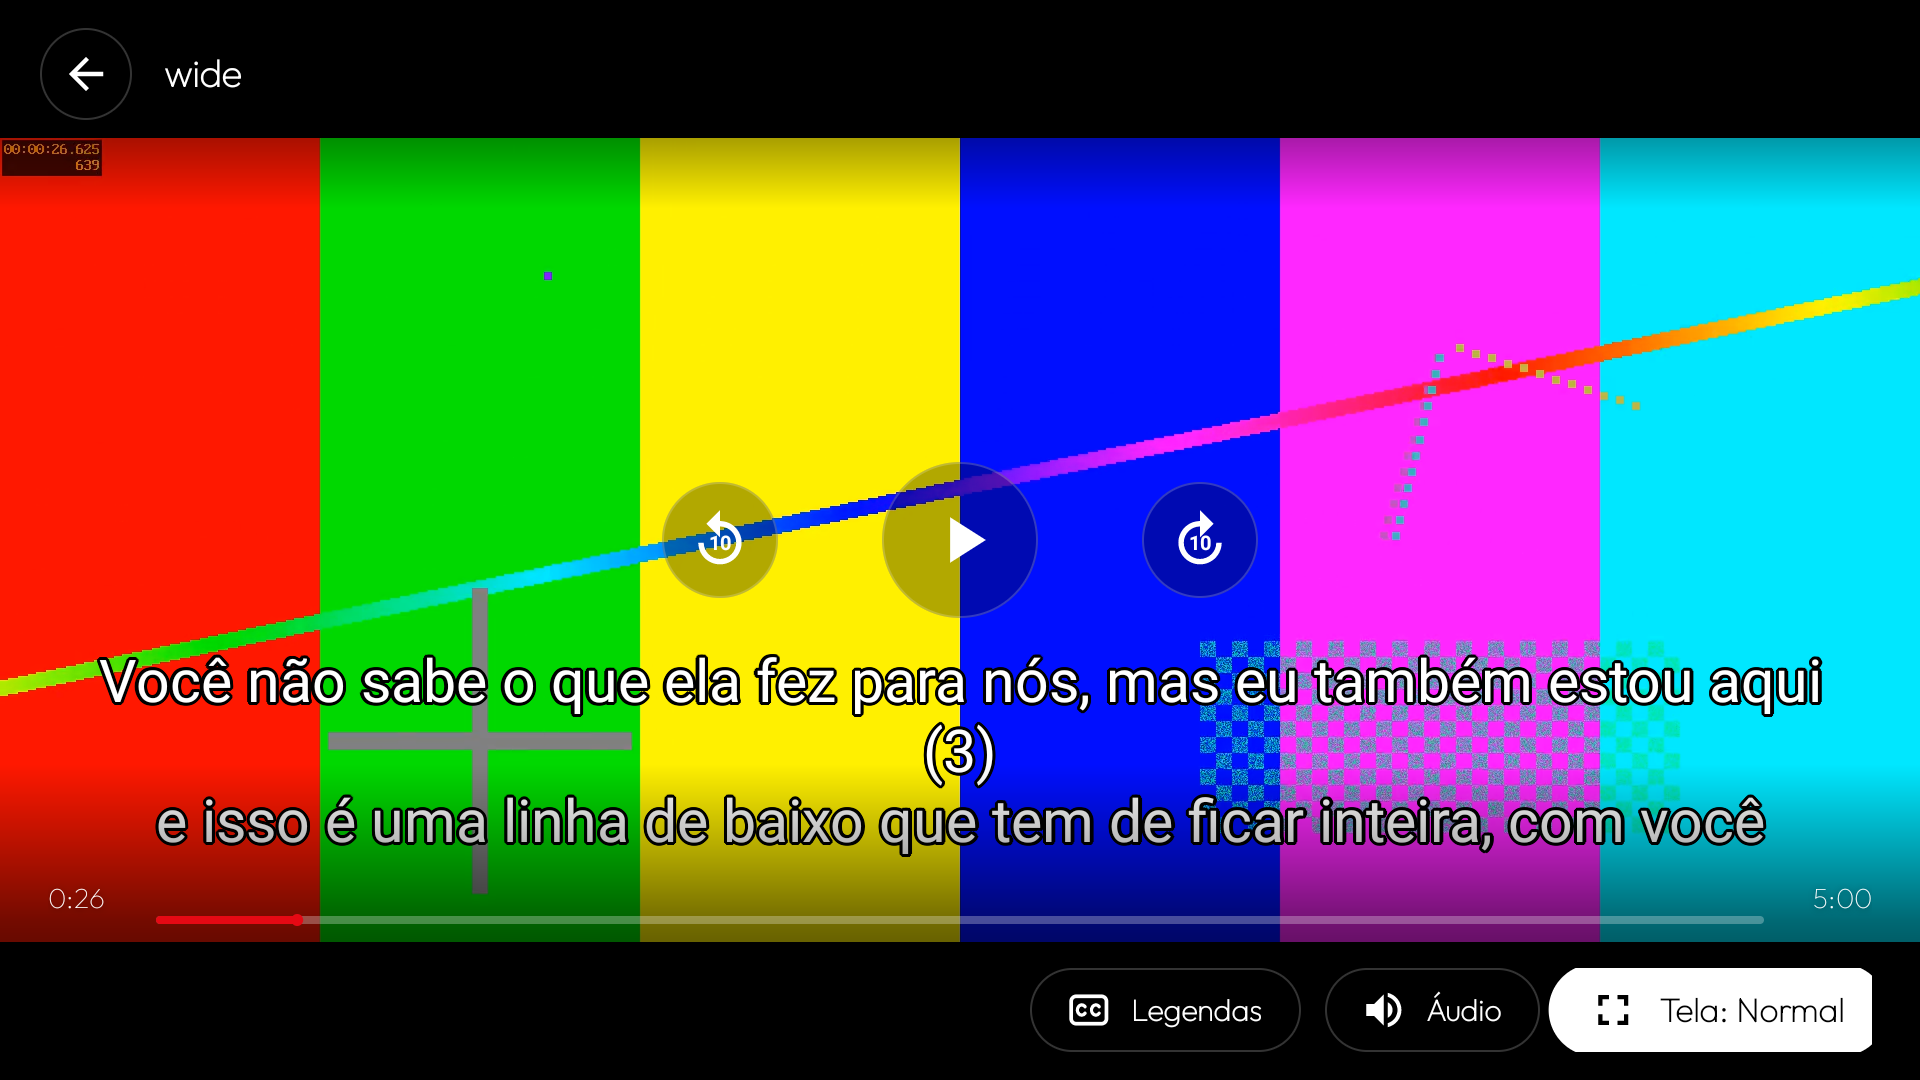 wide
00:00:26.625
639
10
10
Você não sabe o que ela fez para nós, mas eu também estou aqui
(3)
e isso é uma linha de baixo que tem de ficar inteira, com você
0:26
5:00
CC Legendas
Áudio
Tela: Normal